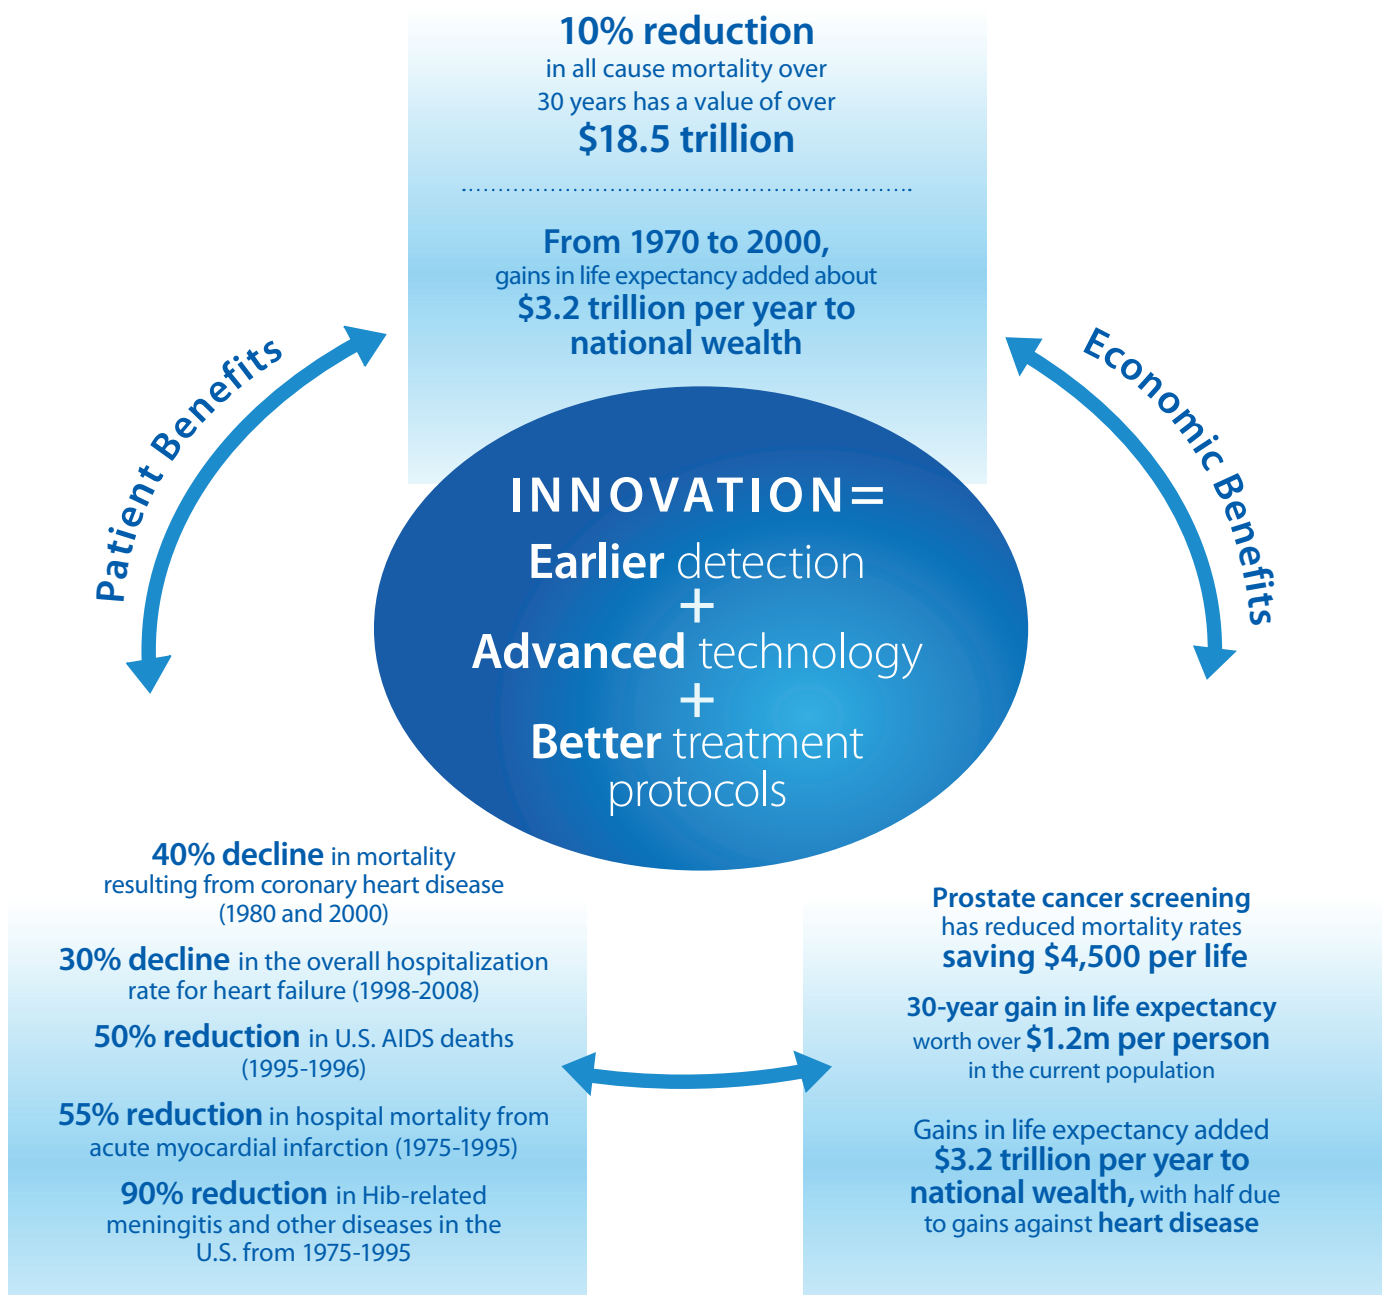 10% reduction
in all cause mortality over
30 years has a value of over
$18.5 trillion
From 1970 to 2000,
gains in life expectancy added about
$3.2 trillion per year to
national wealth
Patient Benefits
Economic Benefits
INNOVATION=
Earlier detection
+
Advanced technology
+
Better treatment
protocols
40% decline in mortality
resulting from coronary heart disease
(1980 and 2000)
30% decline in the overall hospitalization
rate for heart failure (1998-2008)
50% reduction in U.S. AIDS deaths
(1995-1996)
55% reduction in hospital mortality from
acute myocardial infarction (1975-1995)
90% reduction in Hib-related
meningitis and other diseases in the
U.S. from 1975-1995
Prostate cancer screening
has reduced mortality rates
saving $4,500 per life
30-year gain in life expectancy
worth over $1.2m per person
in the current population
Gains in life expectancy added
$3.2 trillion per year to
national wealth, with half due
to gains against heart disease